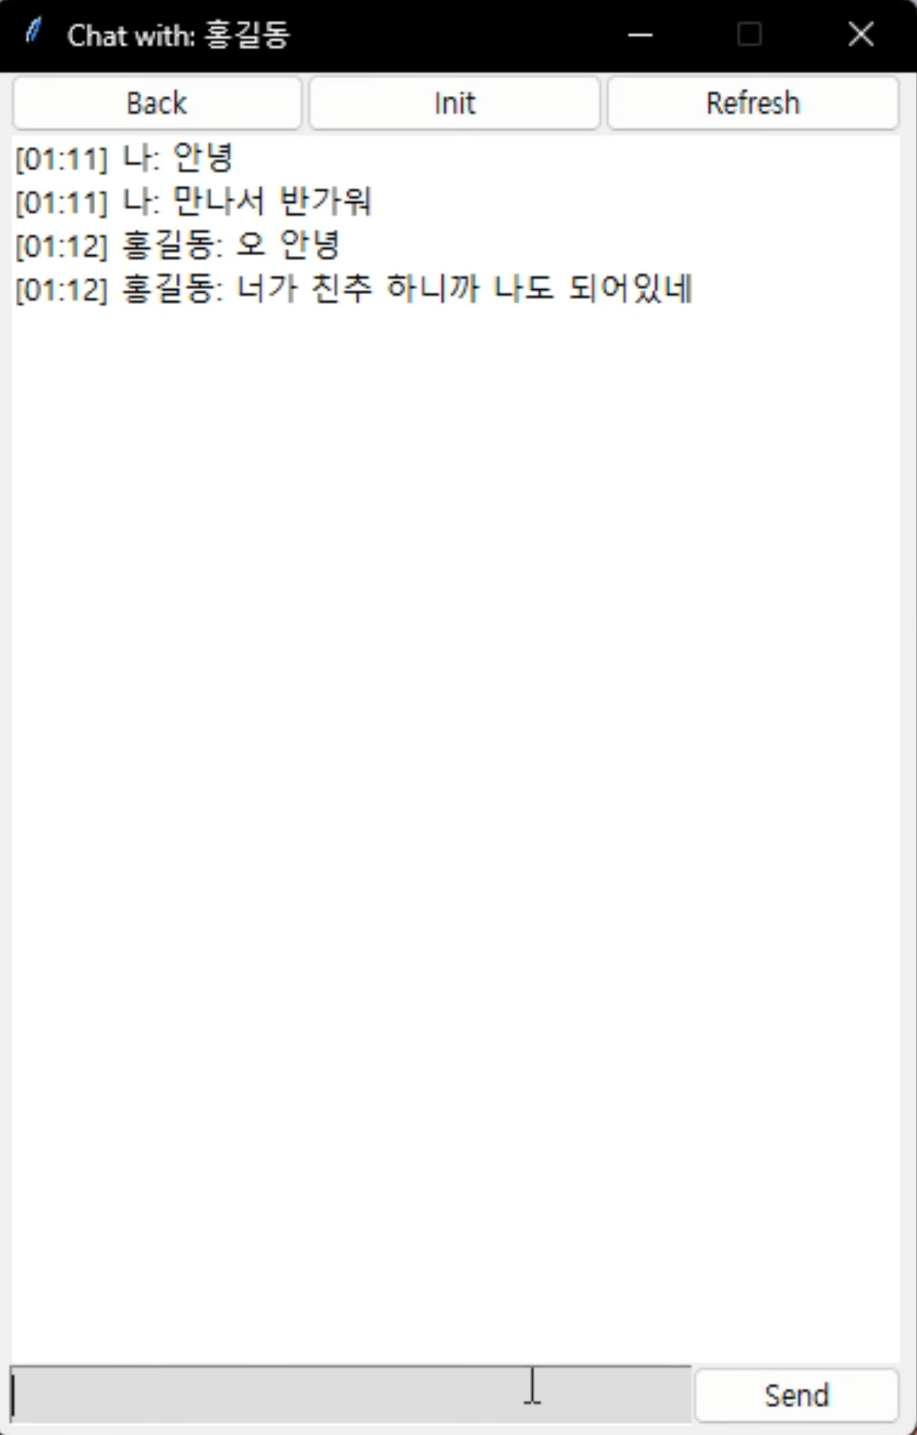 Chat with: 홍길동
Back Init Refresh
[01:11] 나: 안녕
[01:11] 나: 만나서 반가워
[01:12] 홍길동: 오 안녕
[01:12] 홍길동: 너가 친추 하니까 나도 되어있네
Send